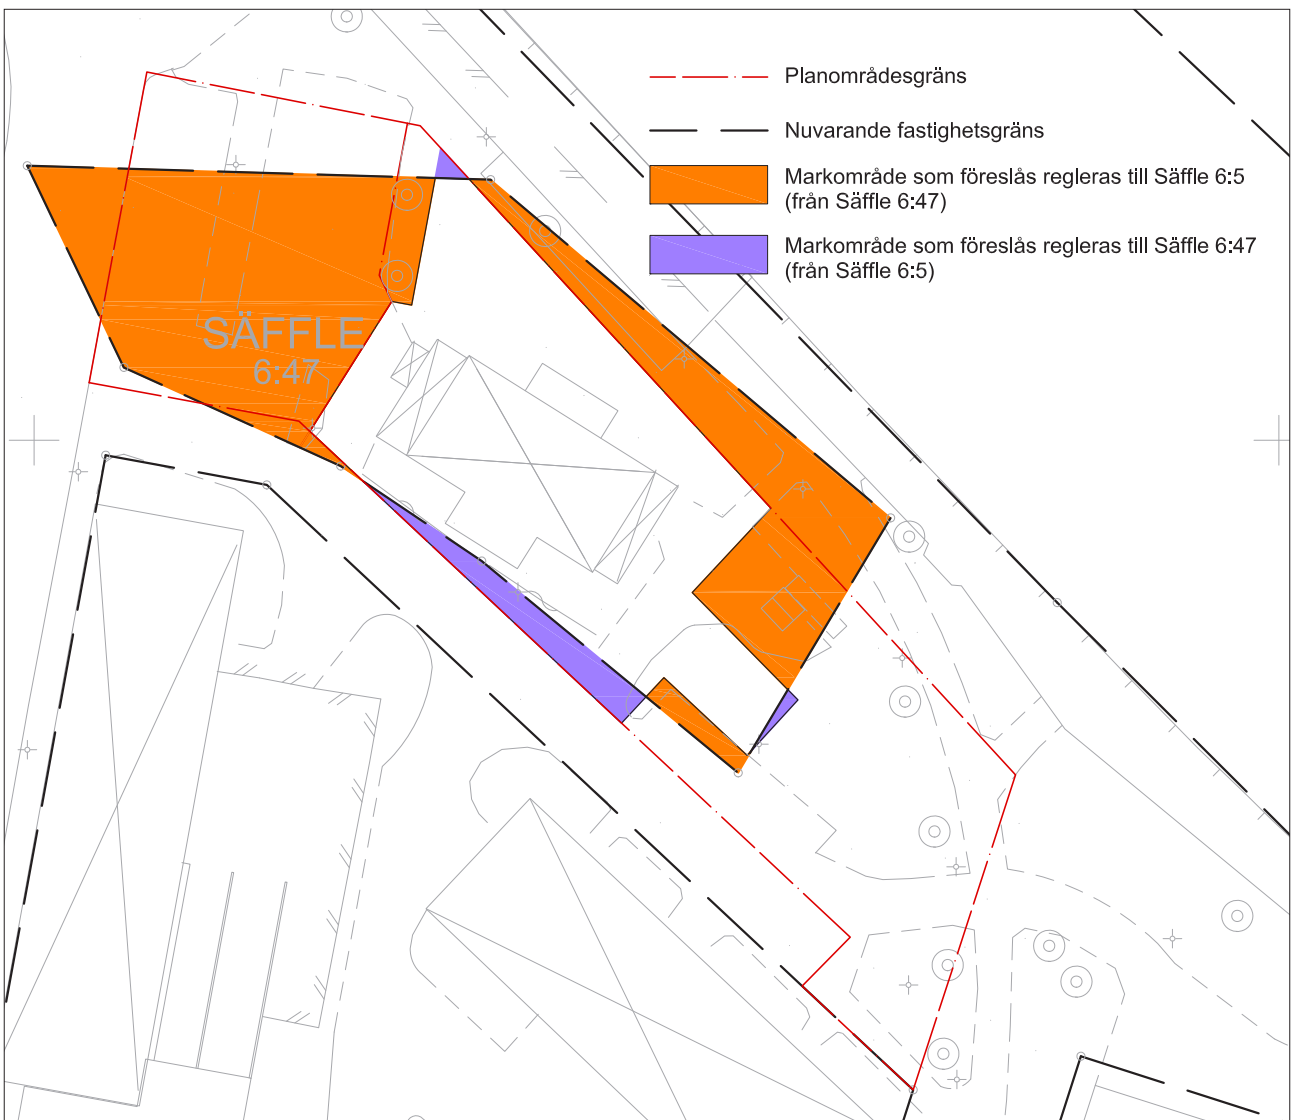 Planområdesgräns
Nuvarande fastighetsgräns
Markområde som föreslås regleras till Säffle 6:5
(från Säffle 6:47)
Markområde som föreslås regleras till Säffle 6:47
(från Säffle 6:5)
SÄFFLE
6:47